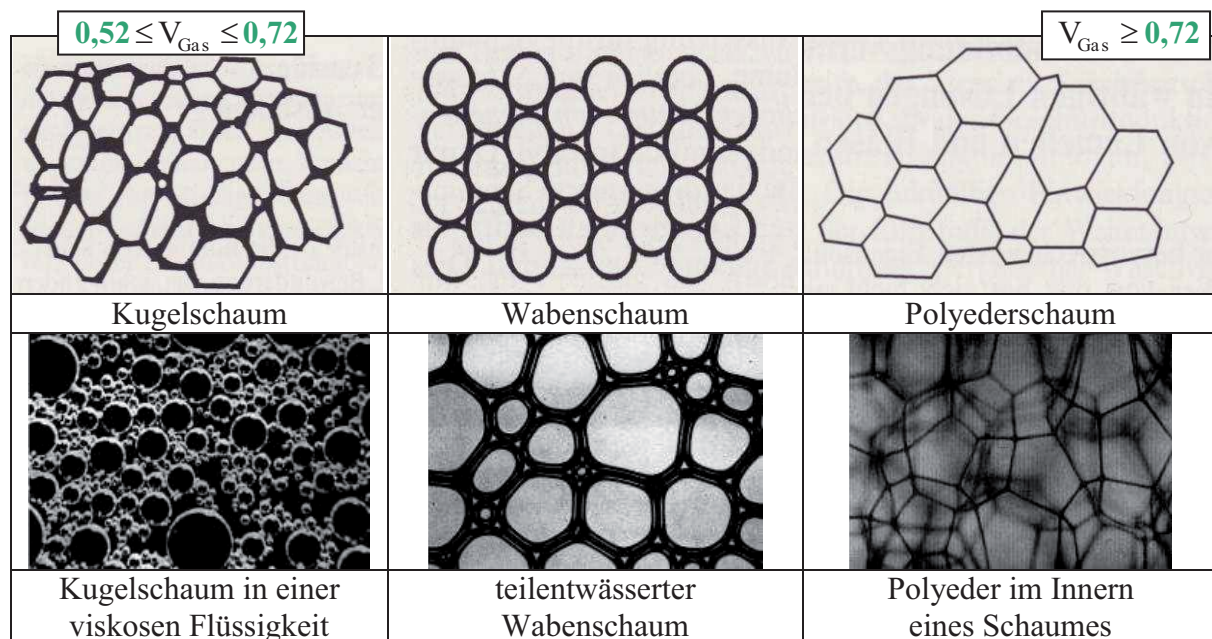 0,52 ≤ V_Gas ≤ 0,72
V_Gas ≥ 0,72
Kugelschaum
Wabenschaum
Polyederschaum
Kugelschaum in einer
viskosen Flüssigkeit
teilentwässerter
Wabenschaum
Polyeder im Innern
eines Schaumes